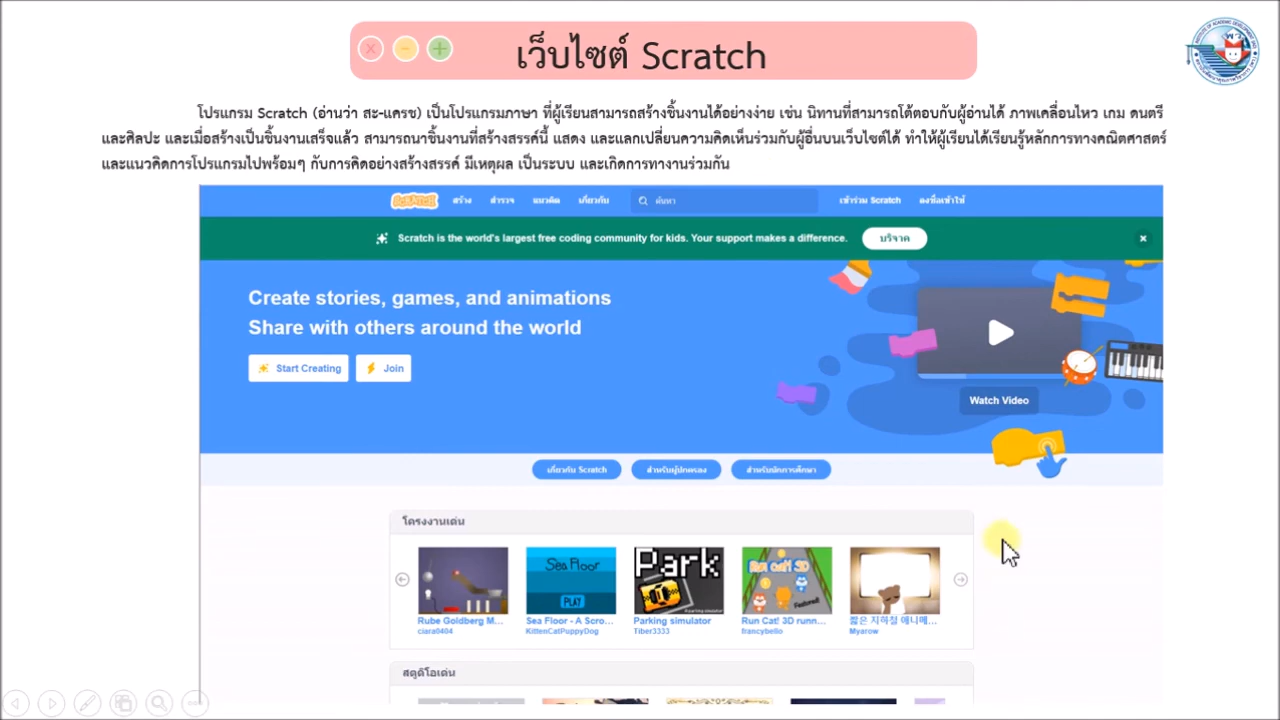 เว็บไซต์ Scratch
โปรแกรม Scratch (อ่านว่า สะ-แครช) เป็นโปรแกรมภาษา ที่ผู้เรียนสามารถสร้างชิ้นงานได้อย่างง่าย เช่น นิทานที่สามารถโต้ตอบกับผู้อ่านได้ ภาพเคลื่อนไหว เกม ดนตรี
และศิลปะ และเมื่อสร้างเป็นชิ้นงานเสร็จแล้ว สามารถนาชิ้นงานที่สร้างสรรค์นี้ แสดง และแลกเปลี่ยนความคิดเห็นร่วมกับผู้อื่นบนเว็บไซต์ได้ ทำให้ผู้เรียนได้เรียนรู้หลักการทางคณิตศาสตร์
และแนวคิดการโปรแกรมไปพร้อมๆ กับการคิดอย่างสร้างสรรค์ มีเหตุผล เป็นระบบ และเกิดการทางานร่วมกัน
SCRATCH สร้าง สำรวจ แนวคิด เกี่ยวกับ ค้นหา เข้าร่วม Scratch ลงชื่อเข้าใช้
Scratch is the world's largest free coding community for kids. Your support makes a difference. บริจาค
Create stories, games, and animations
Share with others around the world
Start Creating Join
Watch Video
เกี่ยวกับ Scratch สำหรับผู้ปกครอง สำหรับนักการศึกษา
โครงงานเด่น
Sea Floor PLAY Park Run Cat! 3D Featured!
Rube Goldberg M... Sea Floor - A Scro... Parking simulator Run Cat! 3D runn... 짧은 지하철 애니메...
ciara0404 KittenCatPuppyDog Tiber3333 francybello Myarow
สตูดิโอเด่น